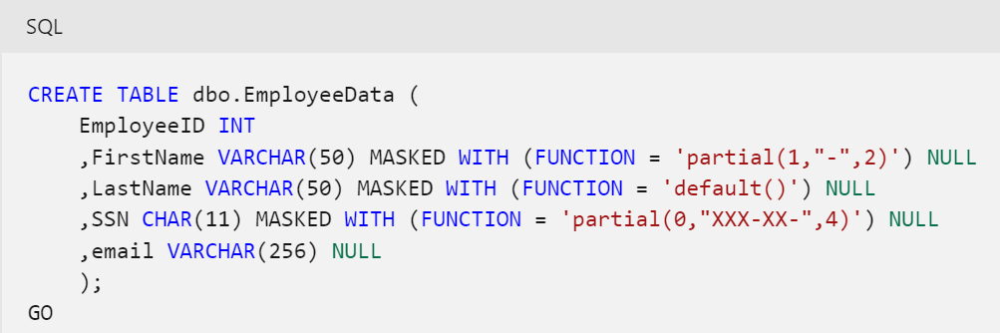 SQL
CREATE TABLE dbo.EmployeeData (
    EmployeeID INT
    ,FirstName VARCHAR(50) MASKED WITH (FUNCTION = 'partial(1,"-",2)') NULL
    ,LastName VARCHAR(50) MASKED WITH (FUNCTION = 'default()') NULL
    ,SSN CHAR(11) MASKED WITH (FUNCTION = 'partial(0,"XXX-XX-",4)') NULL
    ,email VARCHAR(256) NULL
    );
GO